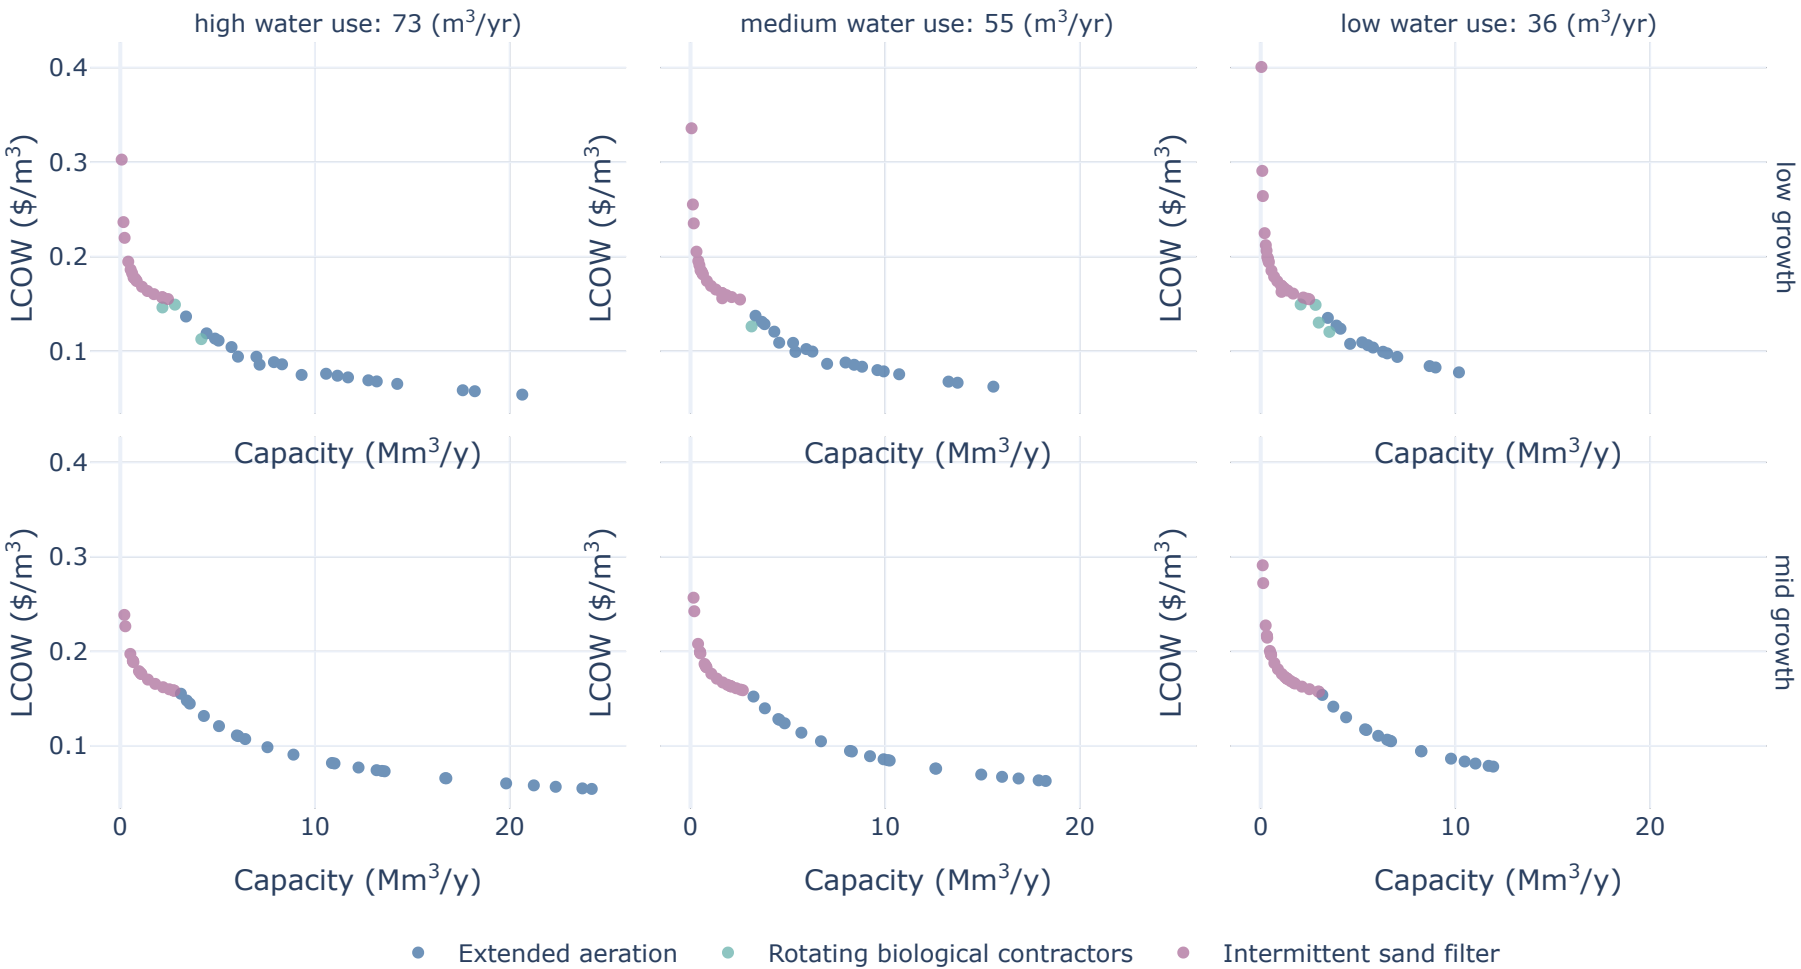 high water use: 73 (m³/yr)
medium water use: 55 (m³/yr)
low water use: 36 (m³/yr)
0.4
0.3
0.2
0.1
LCOW ($/m³)
LCOW ($/m³)
LCOW ($/m³)
low growth
Capacity (Mm³/y)
Capacity (Mm³/y)
Capacity (Mm³/y)
0.4
0.3
0.2
0.1
LCOW ($/m³)
LCOW ($/m³)
LCOW ($/m³)
mid growth
0 10 20
0 10 20
0 10 20
Capacity (Mm³/y)
Capacity (Mm³/y)
Capacity (Mm³/y)
Extended aeration
Rotating biological contractors
Intermittent sand filter